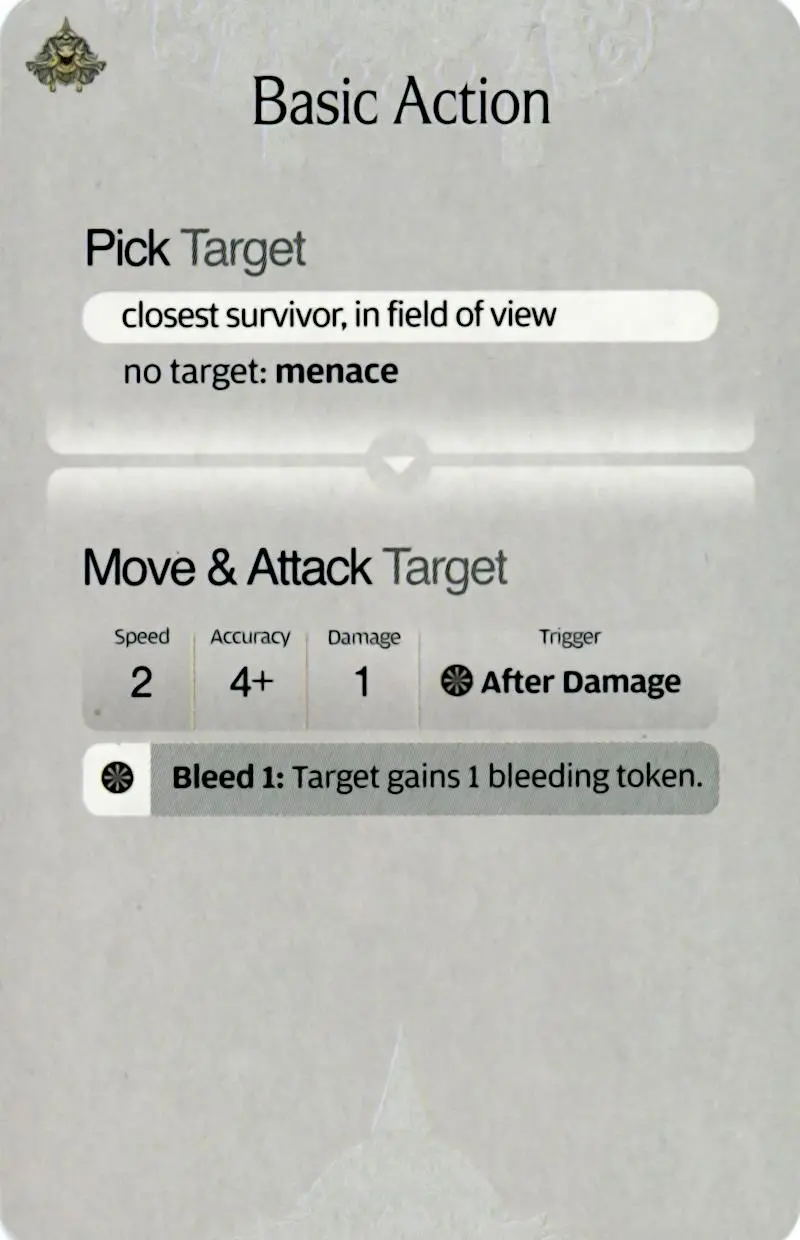 Basic Action
Pick Target
closest survivor, in field of view
no target: menace
Move & Attack Target
Speed Accuracy Damage Trigger
2 4+ 1 After Damage
Bleed 1: Target gains 1 bleeding token.